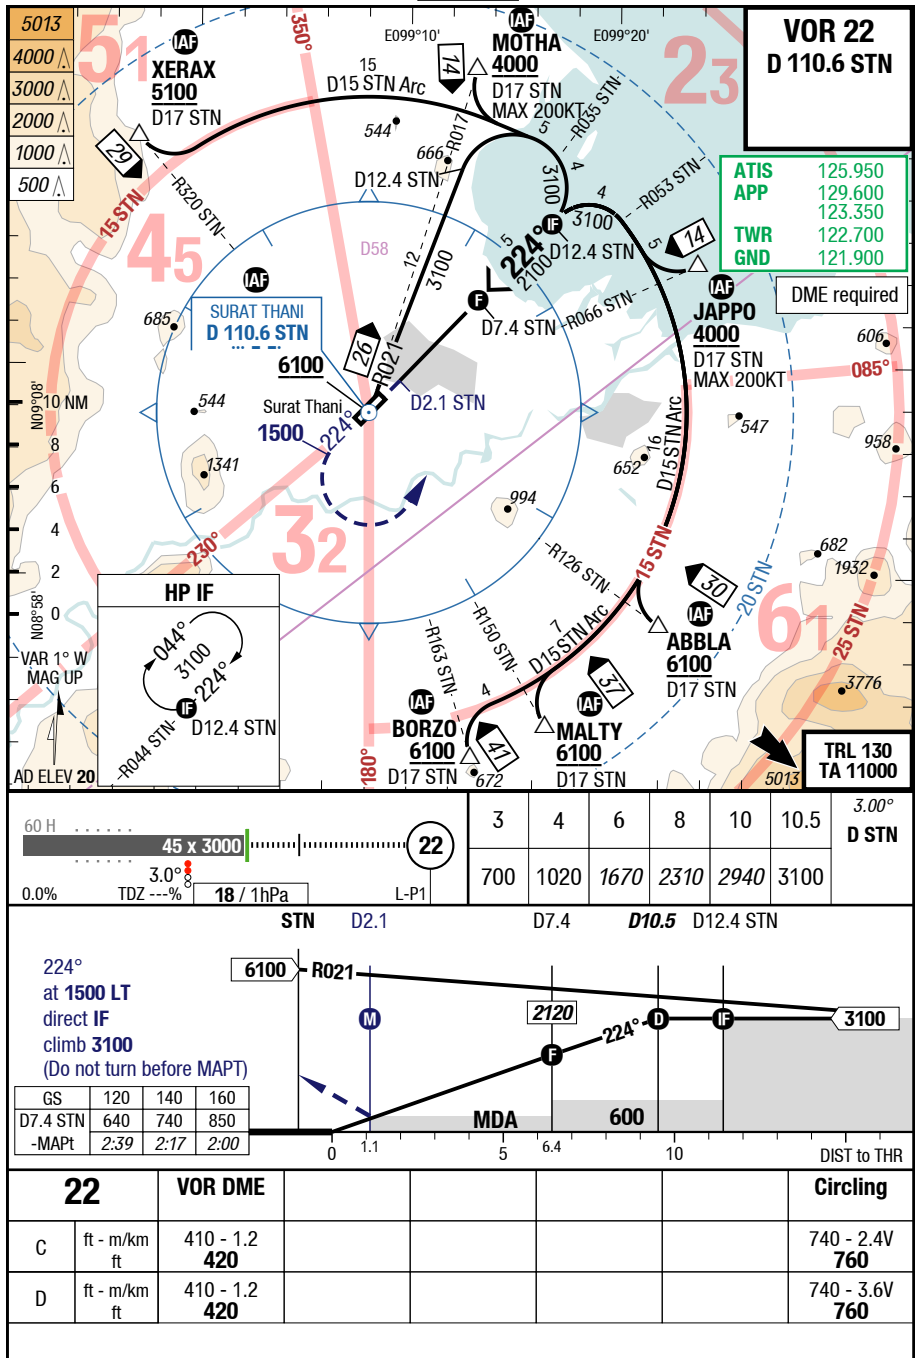 VOR 22
D 110.6 STN
5013
4000
3000
2000
1000
500
51
23
45
32
61
350°
E099°10'
E099°20'
IAF
XERAX
5100
D17 STN
29
15 STN
R320 STN
15
D15 STN Arc
14
IAF
MOTHA
4000
D17 STN
MAX 200KT
544
666
R017
D12.4 STN
5
R035 STN
4
3100
4
3100
R053 STN
IF
D12.4 STN
5
14
ATIS 125.950
APP 129.600
123.350
TWR 122.700
GND 121.900
DME required
IAF
JAPPO
4000
D17 STN
MAX 200KT
R066 STN
D58
12
3100
5
224°
2100
F
D7.4 STN
IAF
SURAT THANI
D 110.6 STN
6100
26
R021
685
606
085°
N09°08'
10 NM
8
6
4
2
0
N08°58'
544
Surat Thani
1500
224°
D2.1 STN
547
958
16
D15 STN Arc
652
1341
994
230°
682
1932
15 STN
20 STN
25 STN
R126 STN
30
IAF
ABBLA
6100
D17 STN
3776
HP IF
044°
3100
224°
IF
D12.4 STN
R044 STN
VAR 1° W
MAG UP
AD ELEV 20
R150 STN
R163 STN
7
D15 STN Arc
4
37
IAF
BORZO
6100
D17 STN
41
672
IAF
MALTY
6100
D17 STN
180°
5013
TRL 130
TA 11000
60 H
45 x 3000
22
3.0°
0.0%
TDZ ---%
18 / 1hPa
L-P1
3 4 6 8 10 10.5
3.00°
D STN
700 1020 1670 2310 2940 3100
STN D2.1 D7.4 D10.5 D12.4 STN
224°
at 1500 LT
direct IF
climb 3100
(Do not turn before MAPT)
6100
R021
M
2120
F
224°
D
IF
3100
MDA
600
GS 120 140 160
D7.4 STN 640 740 850
-MAPt 2:39 2:17 2:00
0 1.1 5 6.4 10 DIST to THR
22 VOR DME Circling
C ft - m/km 410 - 1.2 740 - 2.4V
ft 420 760
D ft - m/km 410 - 1.2 740 - 3.6V
ft 420 760